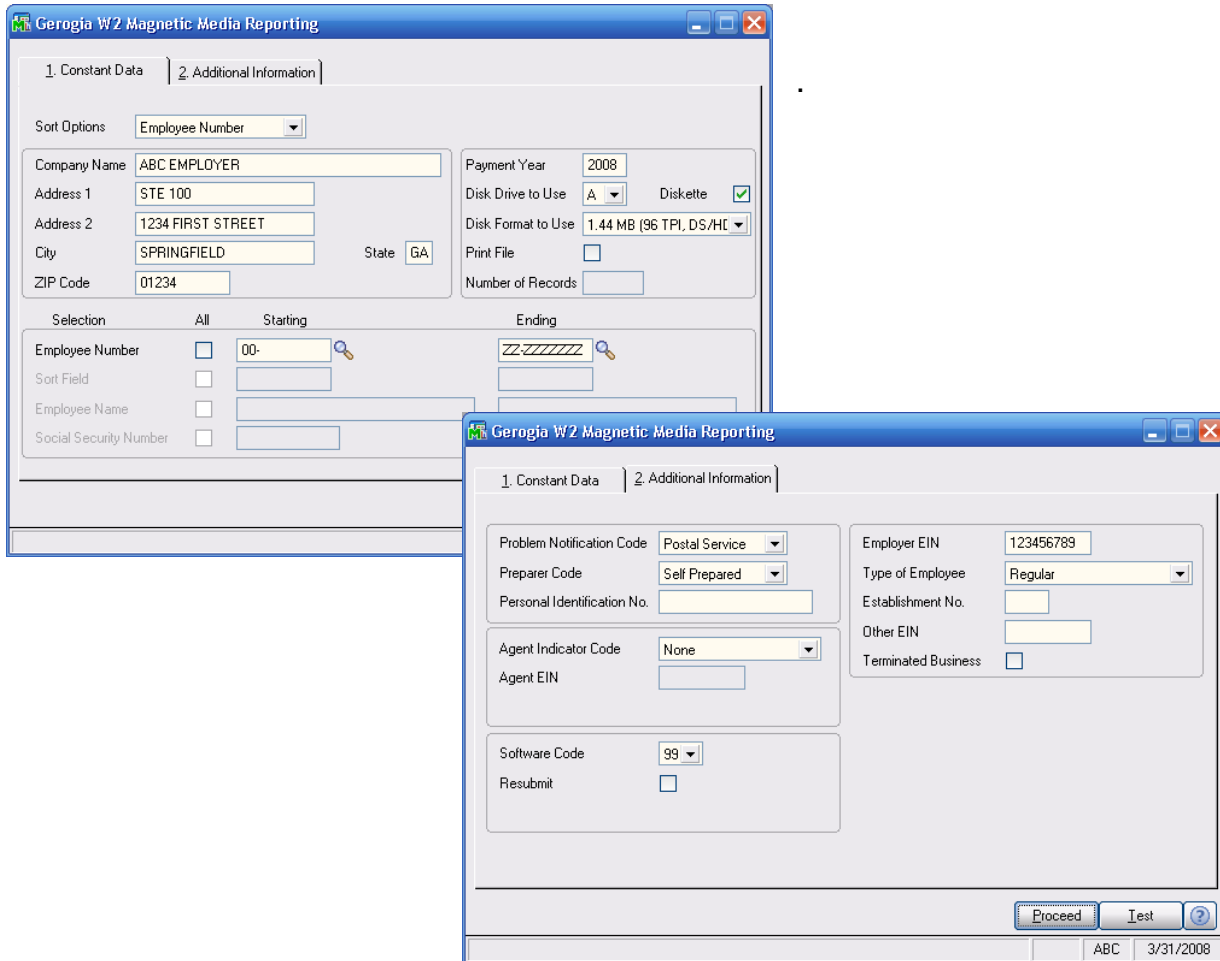 Gerogia W2 Magnetic Media Reporting
1. Constant Data 2. Additional Information
.
Sort Options Employee Number
Company Name ABC EMPLOYER
Address 1 STE 100
Address 2 1234 FIRST STREET
City SPRINGFIELD State GA
ZIP Code 01234
Payment Year 2008
Disk Drive to Use A Diskette
Disk Format to Use 1.44 MB (96 TPI, DS/HD
Print File
Number of Records
Selection All Starting Ending
Employee Number 00- ZZ-ZZZZZZZ
Sort Field
Employee Name
Social Security Number
Gerogia W2 Magnetic Media Reporting
1. Constant Data 2. Additional Information
Problem Notification Code Postal Service
Preparer Code Self Prepared
Personal Identification No.
Agent Indicator Code None
Agent EIN
Software Code 99
Resubmit
Employer EIN 123456789
Type of Employee Regular
Establishment No.
Other EIN
Terminated Business
Proceed Test ?
ABC 3/31/2008